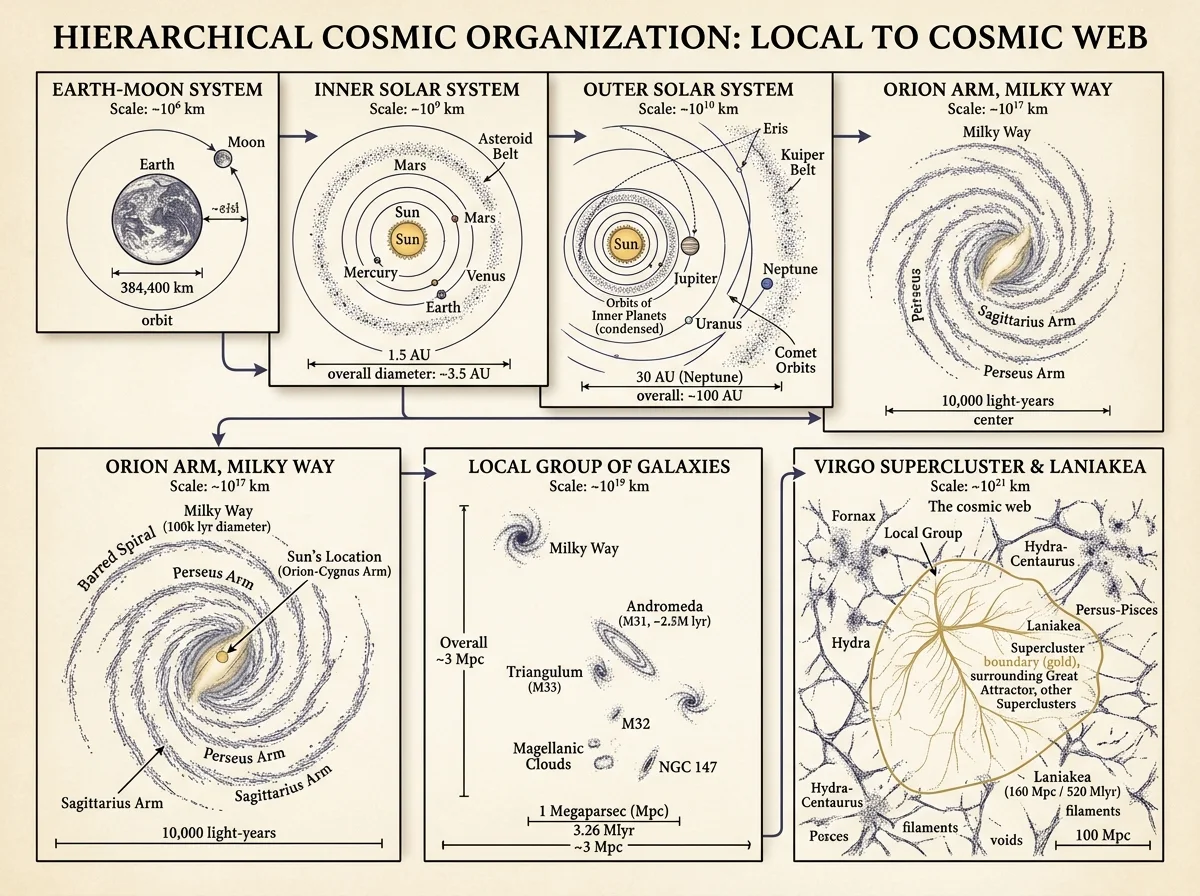 HIERARCHICAL COSMIC ORGANIZATION: LOCAL TO COSMIC WEB
EARTH-MOON SYSTEM
Scale: ~10⁶ km
Moon
Earth
384,400 km
orbit
INNER SOLAR SYSTEM
Scale: ~10⁹ km
Asteroid
Belt
Mars
Sun
Sun
Mars
Mercury
Venus
Earth
1.5 AU
overall diameter: ~3.5 AU
OUTER SOLAR SYSTEM
Scale: ~10¹⁰ km
Eris
Kuiper
Belt
Sun
Jupiter
Neptune
Orbits of
Inner Planets
(condensed)
Uranus
Comet
Orbits
30 AU (Neptune)
overall: ~100 AU
ORION ARM, MILKY WAY
Scale: ~10¹⁷ km
Milky Way
Sagittarius Arm
Perseus Arm
10,000 light-years
center
ORION ARM, MILKY WAY
Scale: ~10¹⁷ km
Milky Way
(100k lyr diameter)
Barred Spiral
Sun's Location
(Orion-Cygnus Arm)
Perseus Arm
Perseus Arm
Sagittarius Arm
Sagittarius Arm
10,000 light-years
LOCAL GROUP OF GALAXIES
Scale: ~10¹⁹ km
Milky Way
Andromeda
(M31, ~2.5M lyr)
Overall
~3 Mpc
Triangulum
(M33)
M32
Magellanic
Clouds
NGC 147
1 Megaparsec (Mpc)
3.26 Mlyr
~3 Mpc
VIRGO SUPERCLUSTER & LANIAKEA
Scale: ~10²¹ km
The cosmic web
Fornax
Local Group
Hydra-
Centaurus
Persus-Pisces
Laniakea
Hydra
Supercluster
boundary (gold),
surrounding Great
Attractor, other
Superclusters
Laniakea
(160 Mpc / 520 Mlyr)
Hydra-
Centaurus
filaments
Porces
filaments
voids
100 Mpc